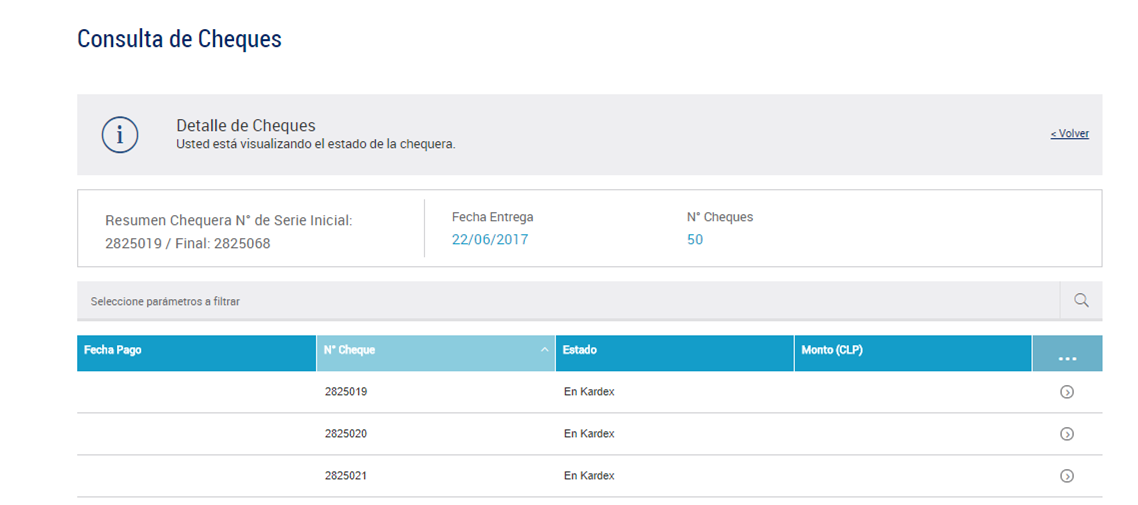 Consulta de Cheques
i
Detalle de Cheques
Usted está visualizando el estado de la chequera.
< Volver
Resumen Chequera N° de Serie Inicial:
2825019 / Final: 2825068
Fecha Entrega
22/06/2017
N° Cheques
50
Seleccione parámetros a filtrar
Fecha Pago N° Cheque Estado Monto (CLP) ...
2825019 En Kardex
2825020 En Kardex
2825021 En Kardex